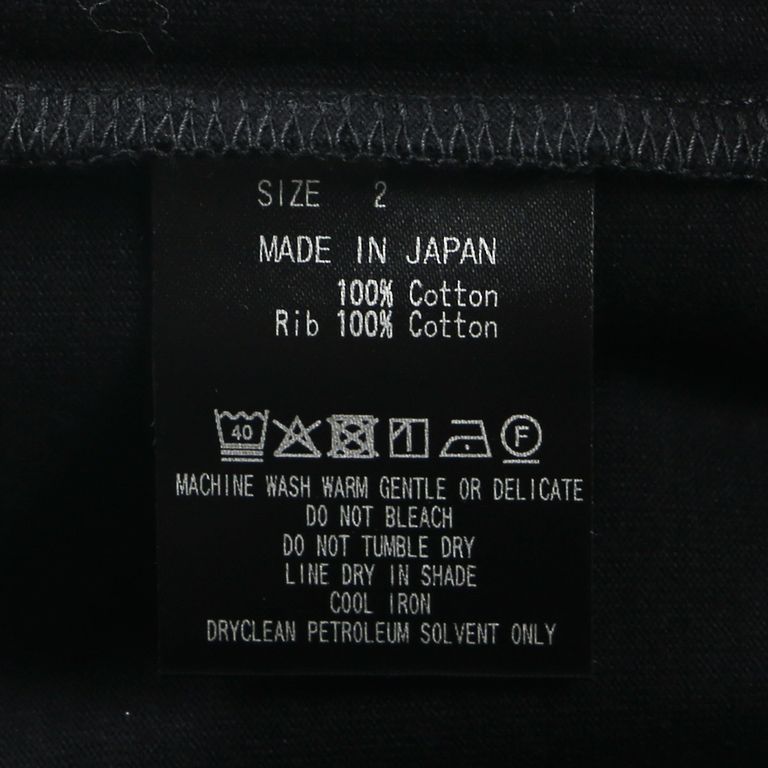 SIZE 2
MADE IN JAPAN
100% Cotton
Rib 100% Cotton
40 F
MACHINE WASH WARM GENTLE OR DELICATE
DO NOT BLEACH
DO NOT TUMBLE DRY
LINE DRY IN SHADE
COOL IRON
DRYCLEAN PETROLEUM SOLVENT ONLY